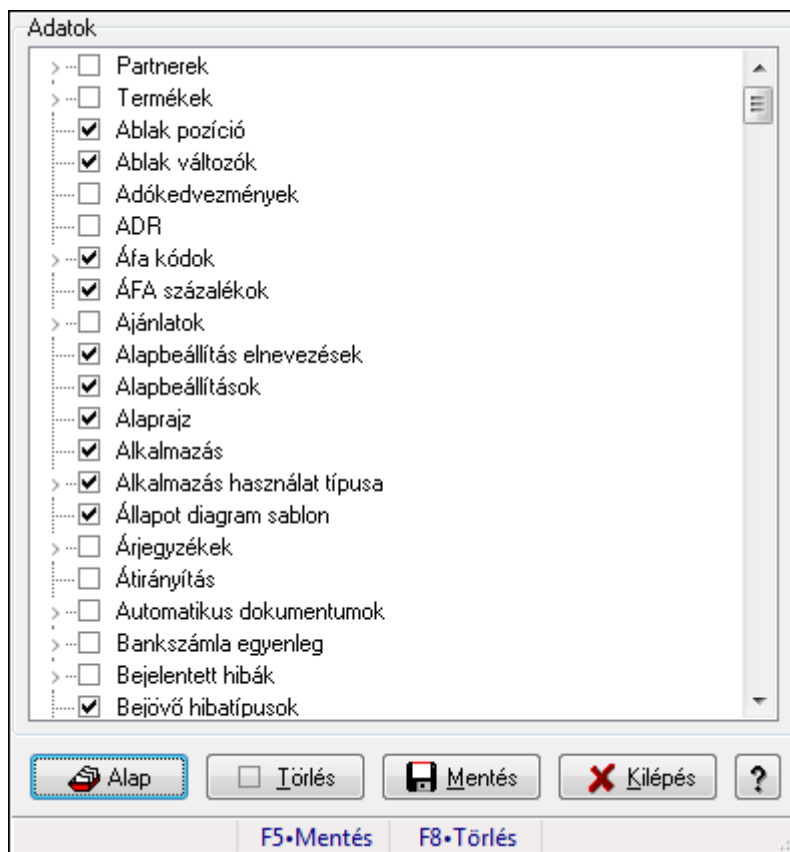 Adatok
Partnerek
Termékek
Ablak pozíció
Ablak változók
Adókedvezmények
ADR
Áfa kódok
ÁFA százalékok
Ajánlatok
Alapbeállítás elnevezések
Alapbeállítások
Alaprajz
Alkalmazás
Alkalmazás használat típusa
Állapot diagram sablon
Árjegyzékek
Átirányítás
Automatikus dokumentumok
Bankszámla egyenleg
Bejelentett hibák
Bejövő hibatípusok
Alap Törlés Mentés Kilépés ?
F5•Mentés F8•Törlés